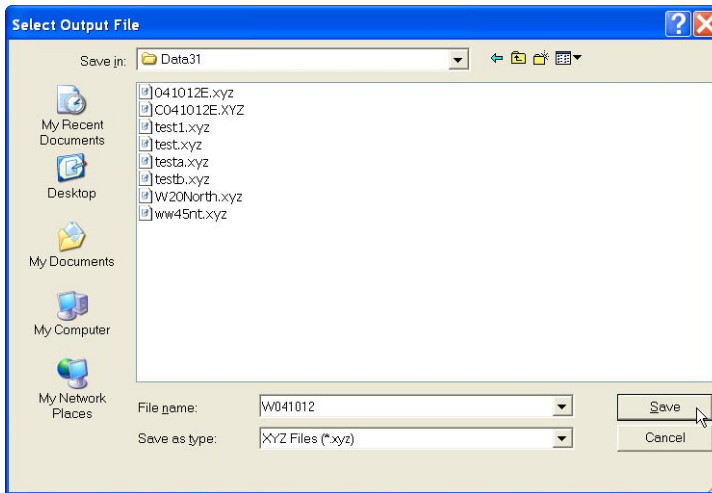 Select Output File
Save in:
Data31
My Recent
Documents
Desktop
My Documents
My Computer
My Network
Places
041012E.xyz
C041012E.XYZ
test1.xyz
test.xyz
testa.xyz
testb.xyz
W20North.xyz
ww45nt.xyz
File name:
W041012
Save
Save as type:
XYZ Files (*.xyz)
Cancel